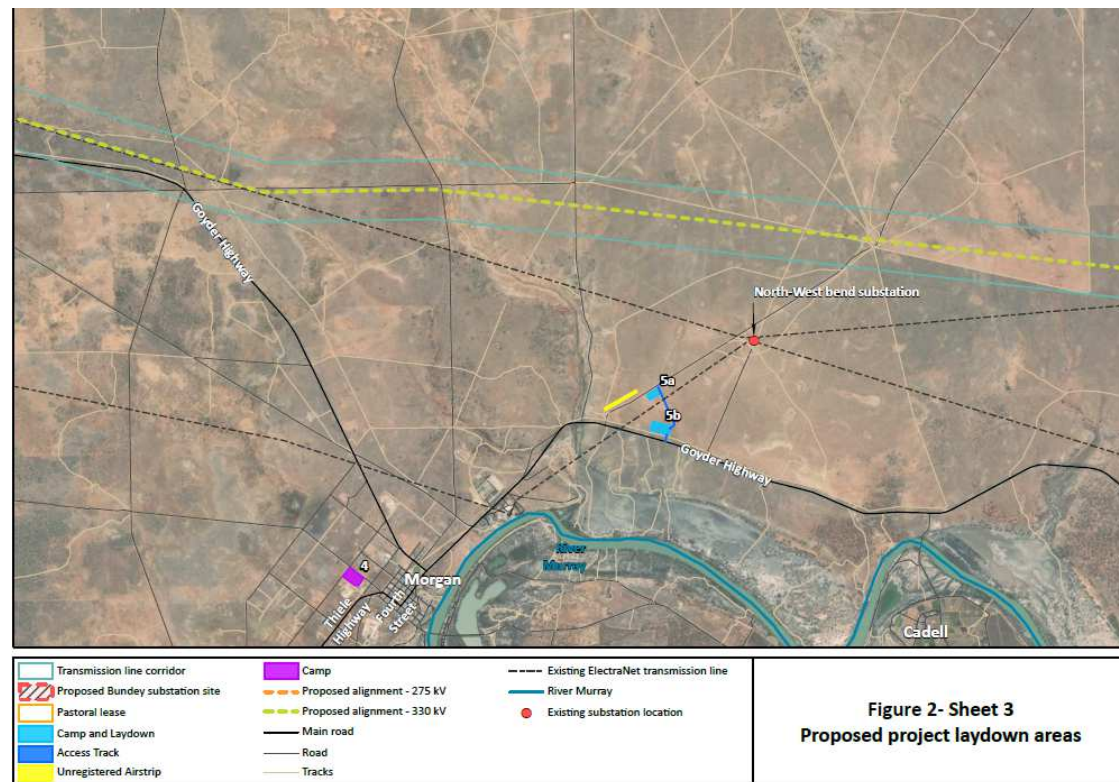 Goyder Highway
North-West bend substation
5a
5b
Goyder Highway
River
Murray
4
Morgan
Thiele
Highway
Fourth
Street
Cadell
Transmission line corridor
Proposed Bundey substation site
Pastoral lease
Camp and Laydown
Access Track
Unregistered Airstrip
Camp
Proposed alignment - 275 kV
Proposed alignment - 330 kV
Main road
Road
Tracks
Existing ElectraNet transmission line
River Murray
Existing substation location
Figure 2- Sheet 3
Proposed project laydown areas